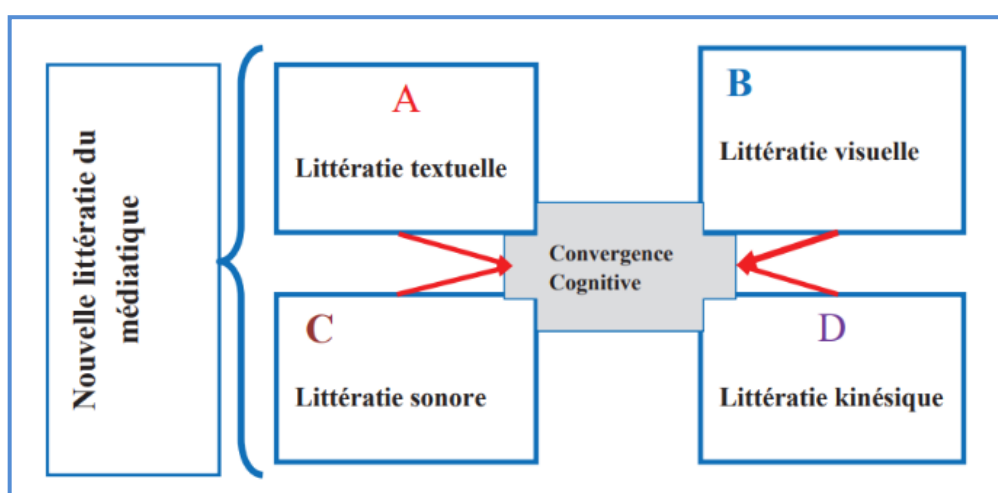 Nouvelle littératie du
médiatique
A
Littératie textuelle
B
Littératie visuelle
Convergence
Cognitive
C
Littératie sonore
D
Littératie kinésique